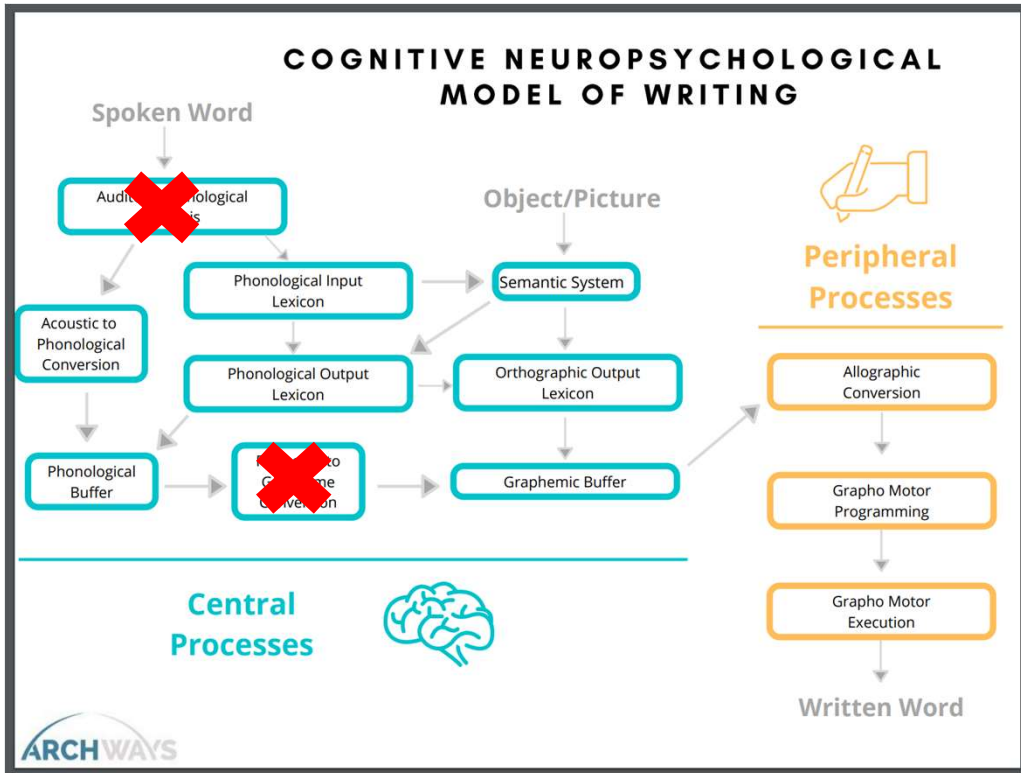 COGNITIVE NEUROPSYCHOLOGICAL
MODEL OF WRITING
Spoken Word
Object/Picture
Phonological Input
Lexicon
Semantic System
Acoustic to
Phonological
Conversion
Phonological Output
Lexicon
Orthographic Output
Lexicon
Phonological
Buffer
to
Graphemic Buffer
Central
Processes
Peripheral
Processes
Allographic
Conversion
Grapho Motor
Programming
Grapho Motor
Execution
Written Word
ARCHWAYS